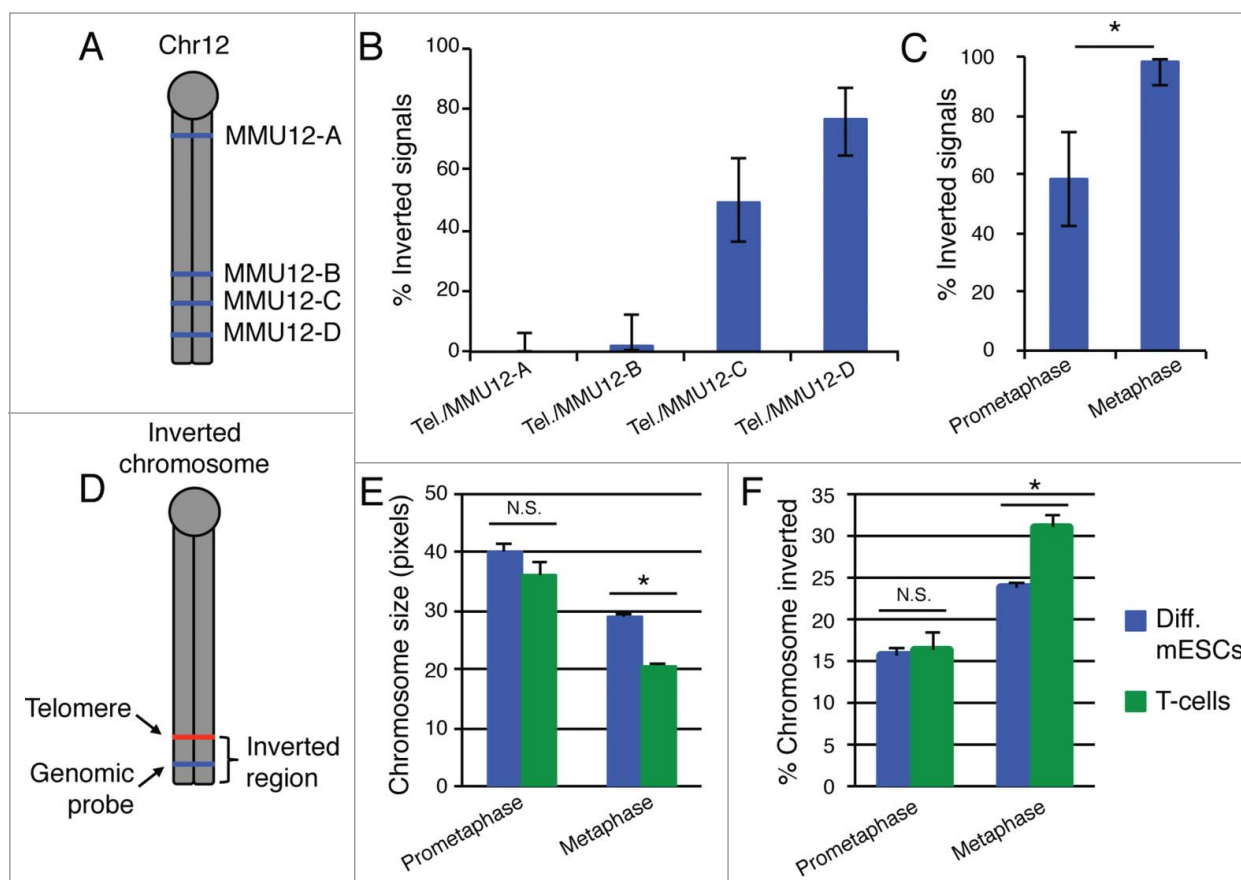 A
Chr12
MMU12-A
MMU12-B
MMU12-C
MMU12-D
B
% Inverted signals
100
80
60
40
20
0
Tel./MMU12-A
Tel./MMU12-B
Tel./MMU12-C
Tel./MMU12-D
C
*
% Inverted signals
100
80
60
40
20
0
Prometaphase
Metaphase
D
Inverted
chromosome
Telomere
Genomic
probe
Inverted
region
E
Chromosome size (pixels)
50
40
30
20
10
0
N.S.
*
Prometaphase
Metaphase
F
% Chromosome inverted
35
30
25
20
15
10
5
0
N.S.
*
Prometaphase
Metaphase
Diff.
mESCs
T-cells